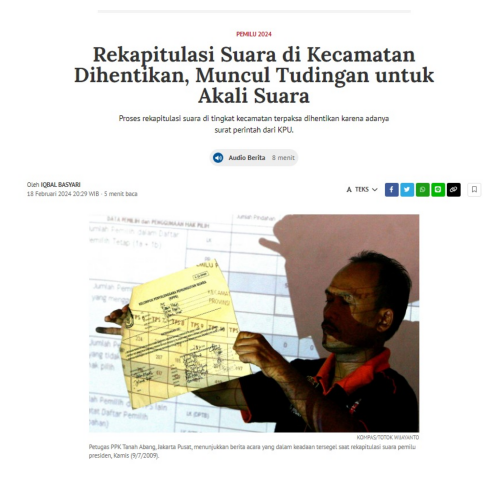 PEMILU 2024
Rekapitulasi Suara di Kecamatan
Dihentikan, Muncul Tudingan untuk
Akali Suara
Proses rekapitulasi suara di tingkat kecamatan terpaksa dihentikan karena adanya
surat perintah dari KPU.
Audio Berita 8 menit
Oleh IQBAL BASYARI
18 Februari 2024 20:29 WIB · 5 menit baca
A TEKS
KOMPAS/TOTOK WIJAYANTO
Petugas PPK Tanah Abang, Jakarta Pusat, menunjukkan berita acara yang dalam keadaan terseget saat rekapitulasi suara pemilu
presiden, Kamis (9/7/2009).